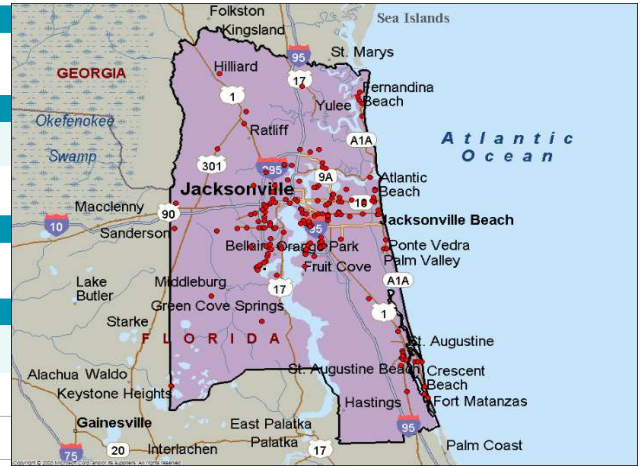 Folkston
Kingsland
Sea Islands
95
St. Marys
GEORGIA
Hilliard
17
Fernandina
Beach
1
Yulee
Okefenokee
Swamp
Ratliff
A1A
Atlantic
Ocean
301
295
9A
Atlantic
Beach
Jacksonville
10
Macclenny
90
Jacksonville Beach
10
Sanderson
95
Bellair
Orange Park
Ponte Vedra
Palm Valley
Fruit Cove
Lake
Butler
Middleburg
17
A1A
Green Cove Springs
1
Starke
FLORIDA
St. Augustine
Alachua
Waldo
St. Augustine Beach
Crescent
Beach
Keystone Heights
Hastings
Fort Matanzas
Gainesville
East Palatka
95
Palatka
75
20
Interlachen
17
Palm Coast